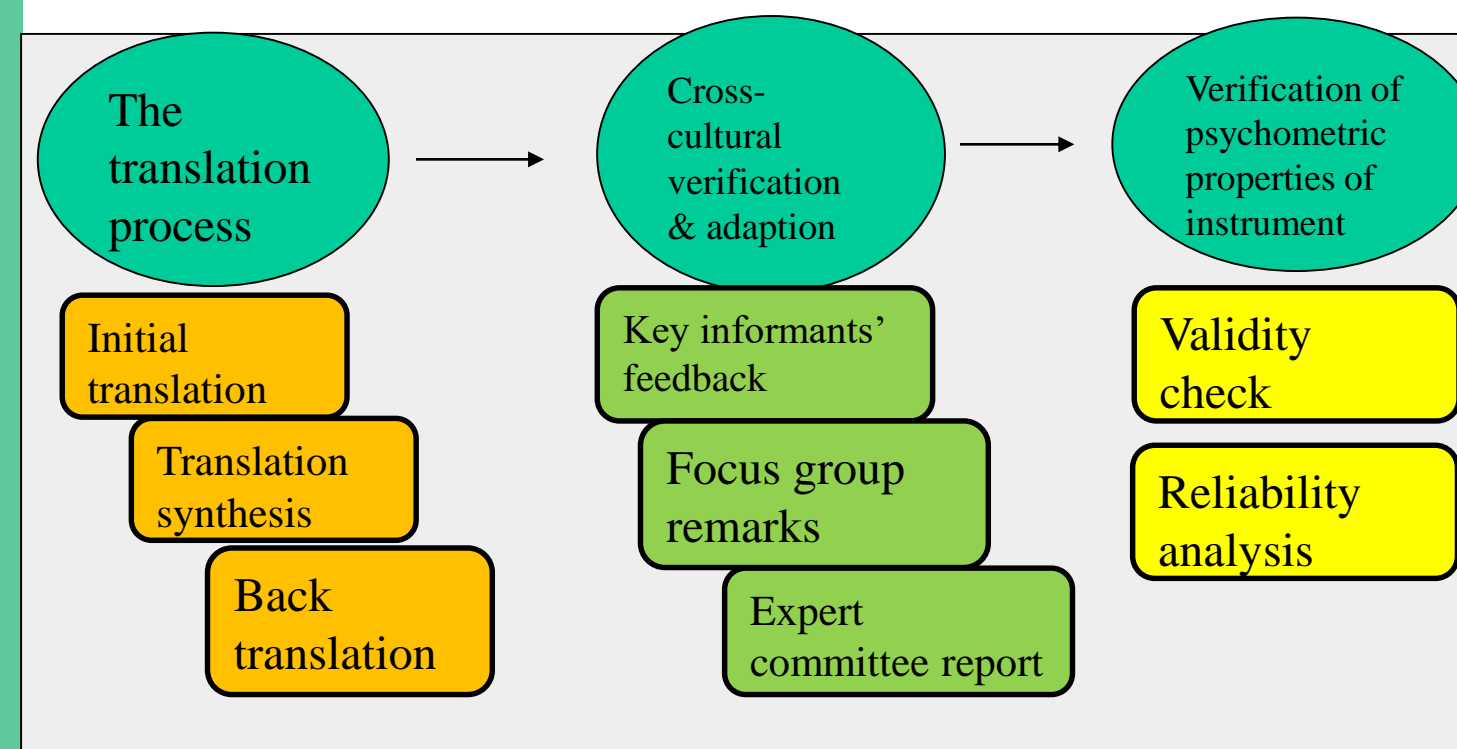 The
translation
process
Initial
translation
Translation
synthesis
Back
translation
Cross-
cultural
verification
& adaption
Key informants’
feedback
Focus group
remarks
Expert
committee report
Verification of
psychometric
properties of
instrument
Validity
check
Reliability
analysis